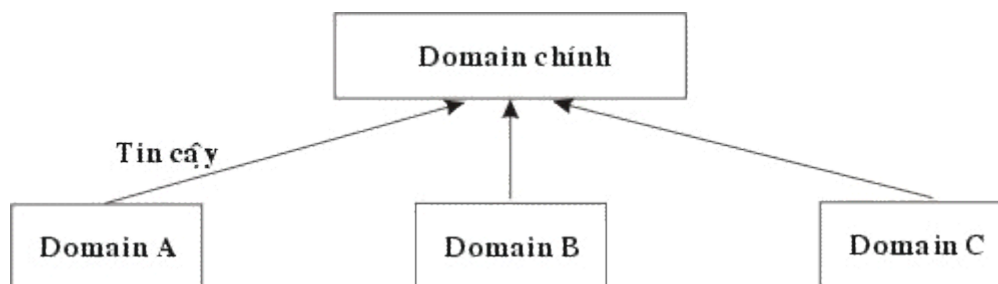 Domain chính
Tin cậy
Domain A
Domain B
Domain C